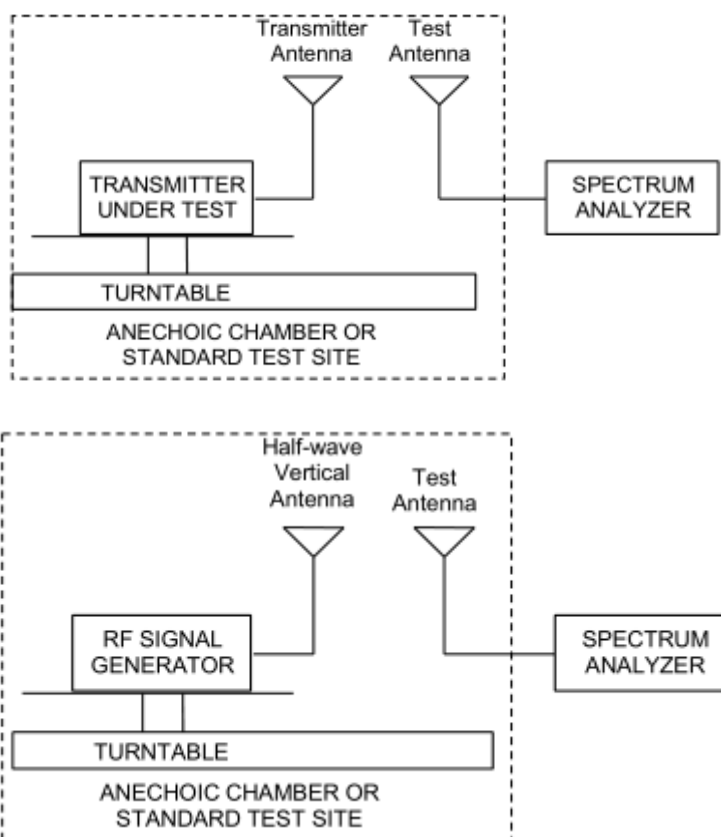 Transmitter
Antenna
Test
Antenna
TRANSMITTER
UNDER TEST
SPECTRUM
ANALYZER
TURNTABLE
ANECHOIC CHAMBER OR
STANDARD TEST SITE
Half-wave
Vertical
Antenna
Test
Antenna
RF SIGNAL
GENERATOR
SPECTRUM
ANALYZER
TURNTABLE
ANECHOIC CHAMBER OR
STANDARD TEST SITE